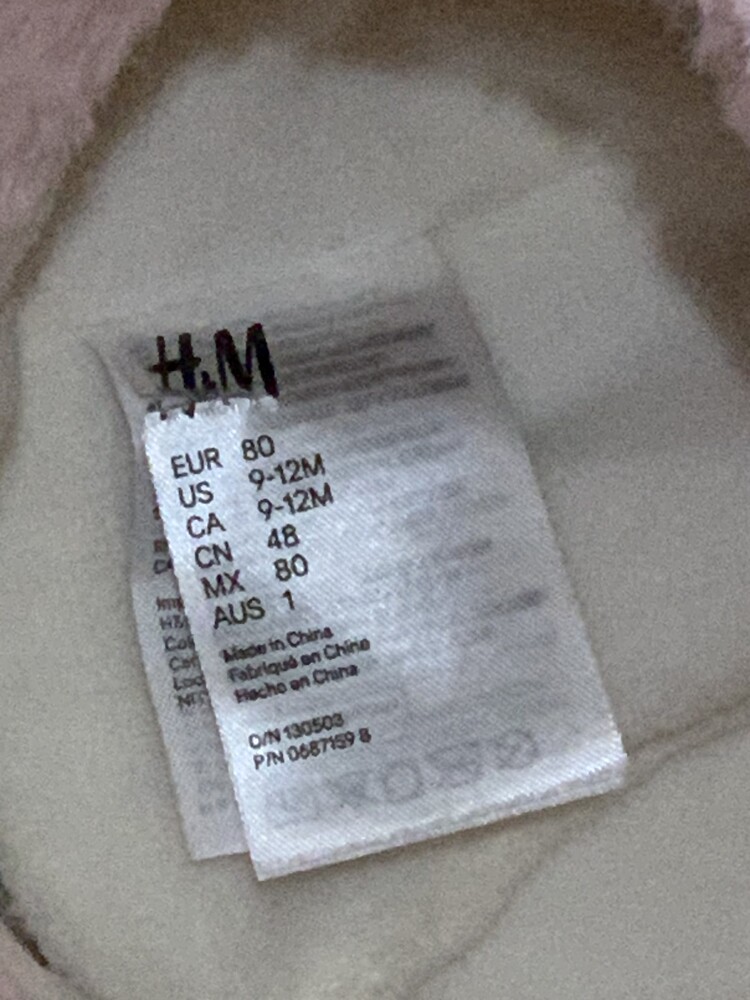 H&M
EUR 80
US 9-12M
CA 9-12M
CN 48
MX 80
AUS 1
Made in China
Fabriqué en Chine
Hecho en China
O/N 130503
P/N 0687159 8